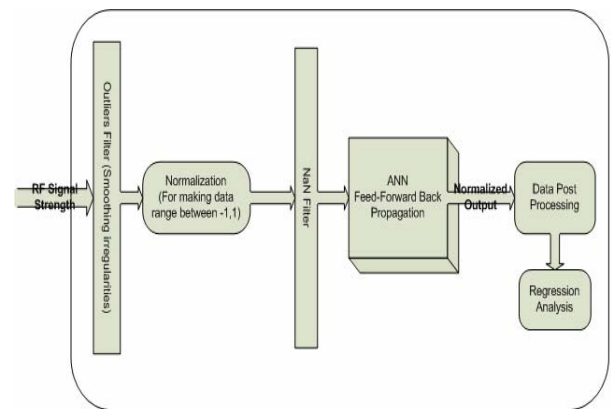 RF Signal
Strength
Outliers Filter (Smoothing irregularities)
Normalization
(For making data
range between -1,1)
NaN Filter
ANN
Feed-Forward Back
Propagation
Normalized
Output
Data Post
Processing
Regression
Analysis